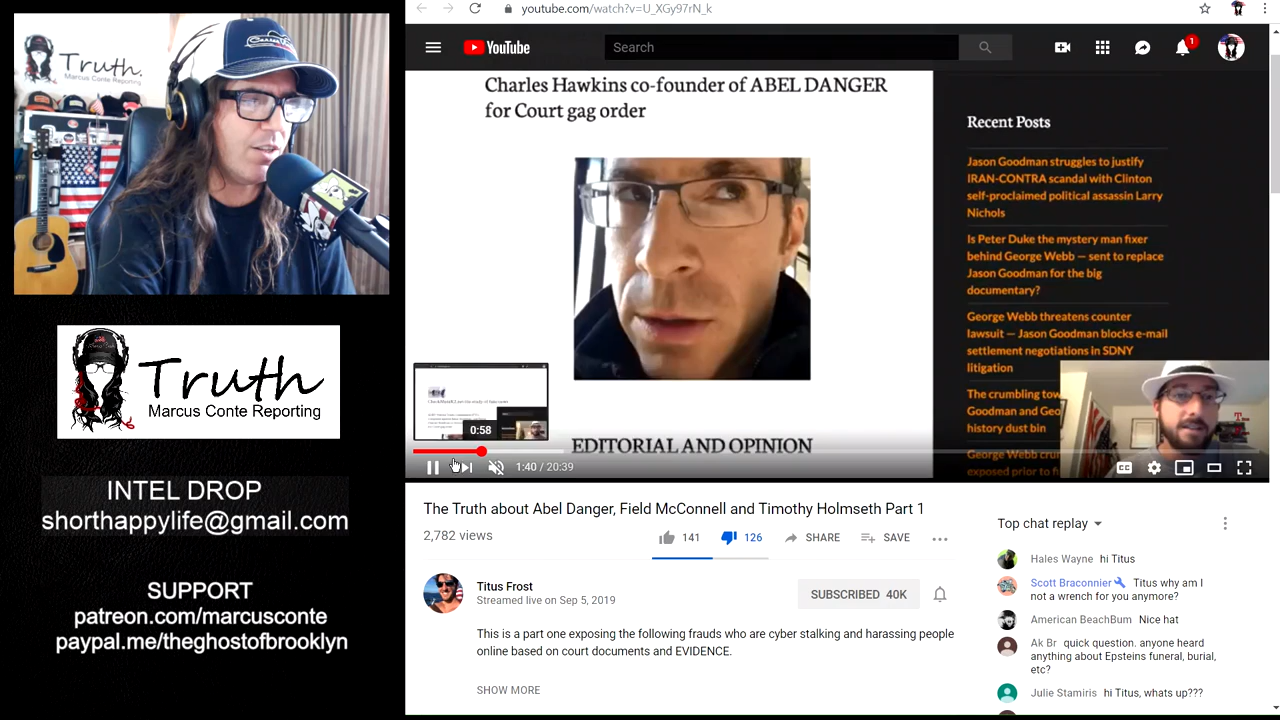 Truth.
Marcus Conte Reporting
Truth
Marcus Conte Reporting
INTEL DROP
shorthappylife@gmail.com
SUPPORT
patreon.com/marcusconte
paypal.me/theghostofbrooklyn
youtube.com/watch?v=U_XGy97rN_k
YouTube
Search
1
Charles Hawkins co-founder of ABEL DANGER
for Court gag order
EDITORIAL AND OPINION
Recent Posts
Jason Goodman struggles to justify
IRAN-CONTRA scandal with Clinton
self-proclaimed political assassin Larry
Nichols
Is Peter Duke the mystery man fixer
behind George Webb — sent to replace
Jason Goodman for the big
documentary?
George Webb threatens counter
lawsuit — Jason Goodman blocks e-mail
settlement negotiations in SDNY
litigation
The crumbling tow
Goodman and Geo
history dust bin
George Webb cru
exposed prior to f
0:58
1:40 / 20:39
CC
The Truth about Abel Danger, Field McConnell and Timothy Holmseth Part 1
2,782 views
141
126
SHARE
SAVE
Titus Frost
Streamed live on Sep 5, 2019
SUBSCRIBED 40K
This is a part one exposing the following frauds who are cyber stalking and harassing people
online based on court documents and EVIDENCE.
SHOW MORE
Top chat replay
Hales Wayne hi Titus
Scott Braconnier Titus why am I
not a wrench for you anymore?
American BeachBum Nice hat
Ak Br quick question. anyone heard
anything about Epsteins funeral, burial,
etc?
Julie Stamiris hi Titus, whats up???